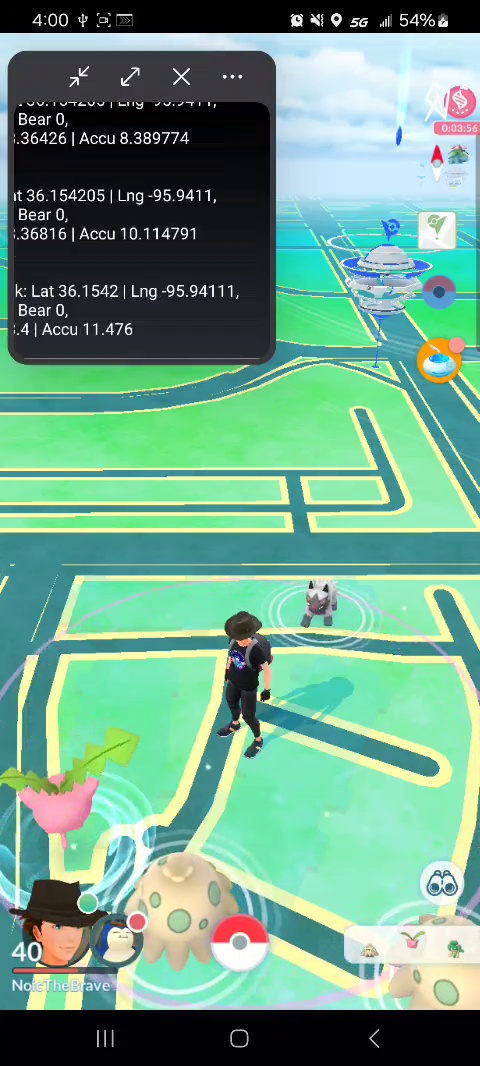 4:00 5G 54%
t 36.154205 | Lng -95.9411,
Bear 0,
.36426 | Accu 8.389774
at 36.154205 | Lng -95.9411,
Bear 0,
.36816 | Accu 10.114791
k: Lat 36.1542 | Lng -95.94111,
Bear 0,
.4 | Accu 11.476
0:03:56
40
NoicTheBrave